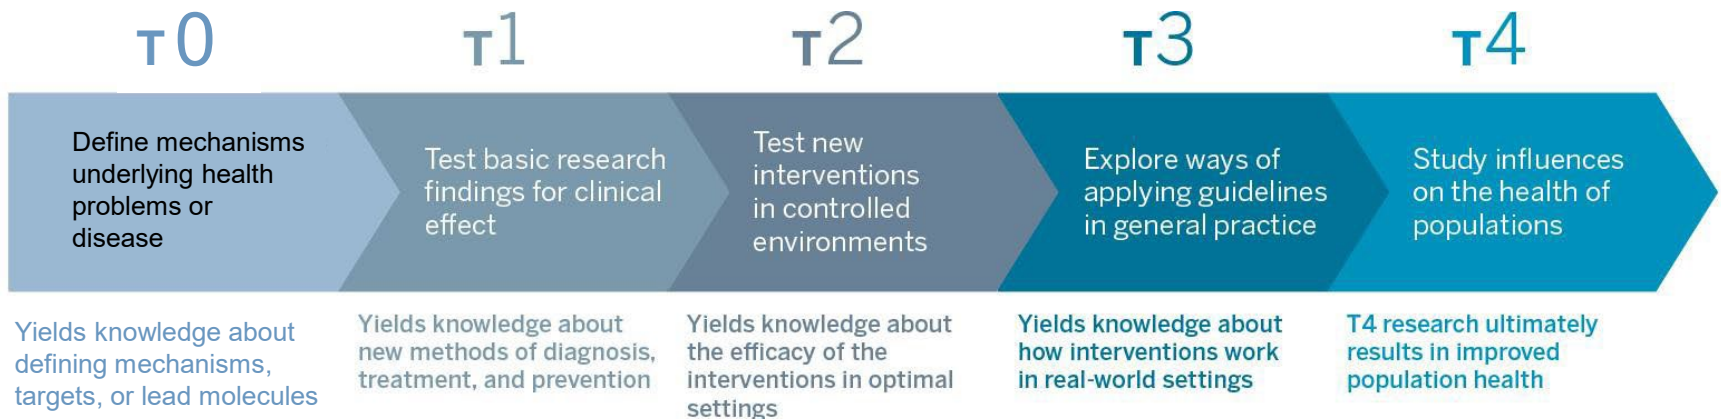 T0
T1
T2
T3
T4
Define mechanisms
underlying health
problems or
disease
Test basic research
findings for clinical
effect
Test new
interventions
in controlled
environments
Explore ways of
applying guidelines
in general practice
Study influences
on the health of
populations
Yields knowledge about
defining mechanisms,
targets, or lead molecules
Yields knowledge about
new methods of diagnosis,
treatment, and prevention
Yields knowledge about
the efficacy of the
interventions in optimal
settings
Yields knowledge about
how interventions work
in real-world settings
T4 research ultimately
results in improved
population health